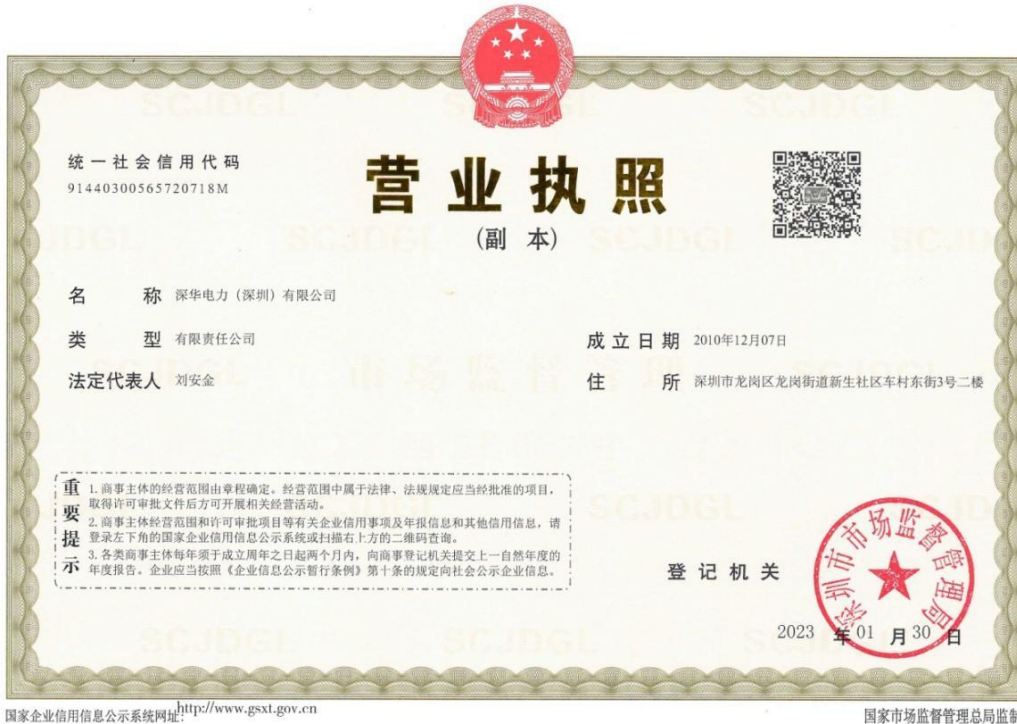 统一社会信用代码
91440300565720718M
营业执照
(副 本)
名 称 深华电力（深圳）有限公司
类 型 有限责任公司
成立日期 2010年12月07日
法定代表人 刘安金
住 所 深圳市龙岗区龙岗街道新生社区车村东街3号二楼
重要提示
1.商事主体的经营范围由章程确定。经营范围中属于法律、法规规定应当经批准的项目，
取得许可审批文件后方可开展相关经营活动。
2.商事主体经营范围和许可审批项目等有关企业信用事项及年报信息和其他信用信息，请
登录左下角的国家企业信用信息公示系统或扫描右上方的二维码查询。
3.各类商事主体每年须于成立周年之日起两个月内，向商事登记机关提交上一自然年度的
年度报告。企业应当按照《企业信息公示暂行条例》第十条的规定向社会公示企业信息。
登记机关
深圳市市场监督管理局
2023 年 01 月 30 日
国家企业信用信息公示系统网址：http://www.gsxt.gov.cn
国家市场监督管理总局监制
SCJDGL
市场监督管理